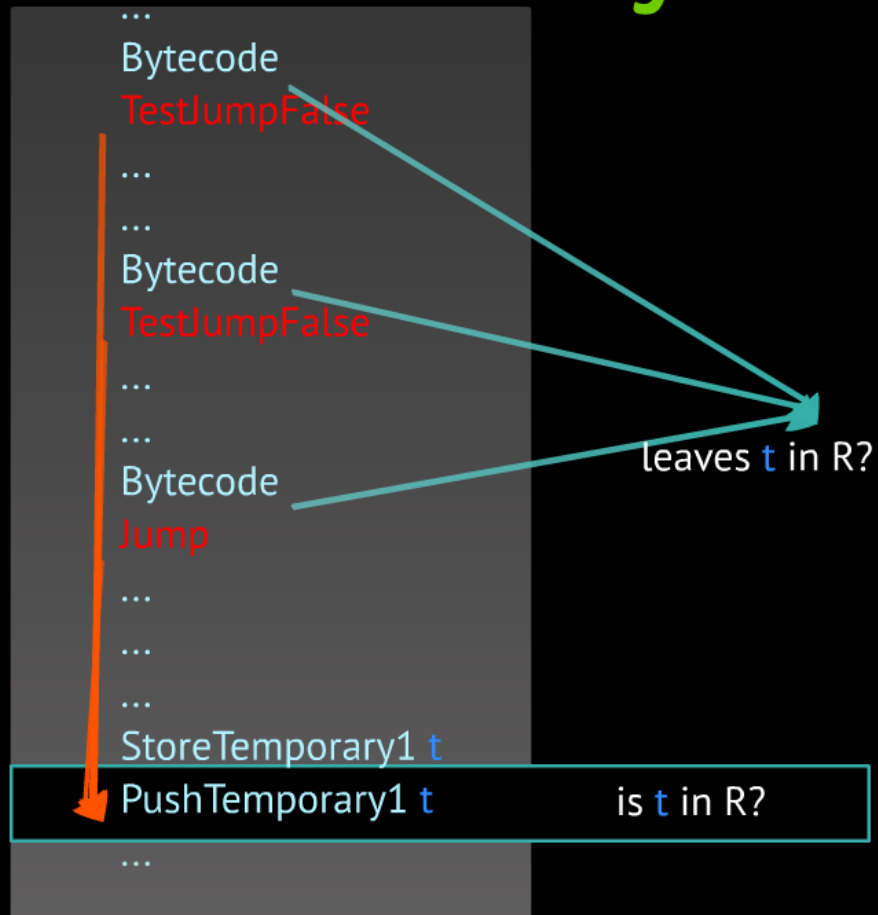 ...
Bytecode
TestJumpFalse
...
...
Bytecode
TestJumpFalse
...
...
leaves t in R?
Bytecode
Jump
...
...
...
StoreTemporary1 t
PushTemporary1 t is t in R?
...